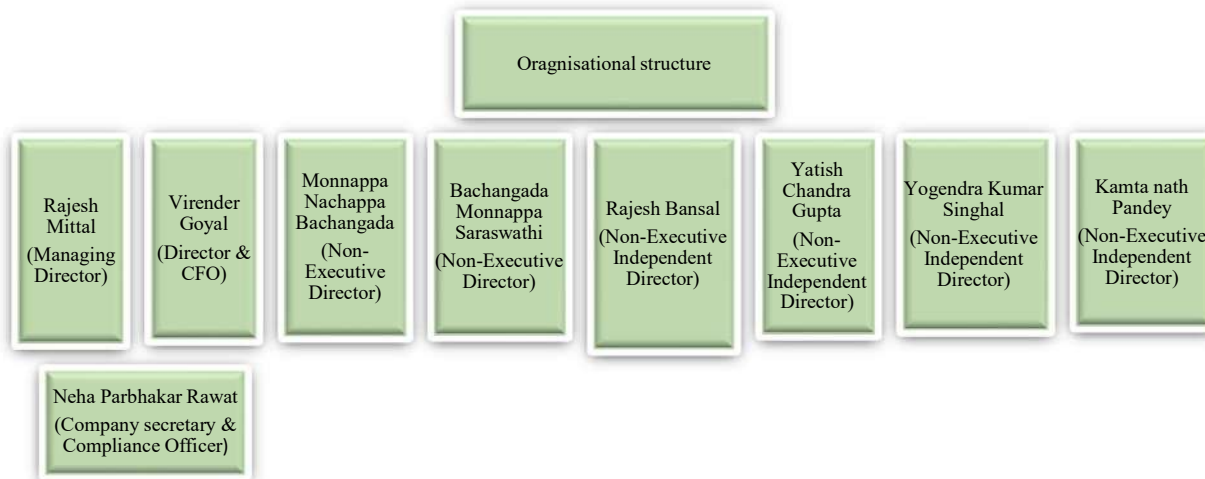 Oragnisational structure
Rajesh
Mittal
(Managing
Director)
Virender
Goyal
(Director &
CFO)
Monnappa
Nachappa
Bachangada
(Non-
Executive
Director)
Bachangada
Monnappa
Saraswathi
(Non-Executive
Director)
Rajesh Bansal
(Non-Executive
Independent
Director)
Yatish
Chandra
Gupta
(Non-
Executive
Independent
Director)
Yogendra Kumar
Singhal
(Non-Executive
Independent
Director)
Kamta nath
Pandey
(Non-Executive
Independent
Director)
Neha Parbhakar Rawat
(Company secretary &
Compliance Officer)